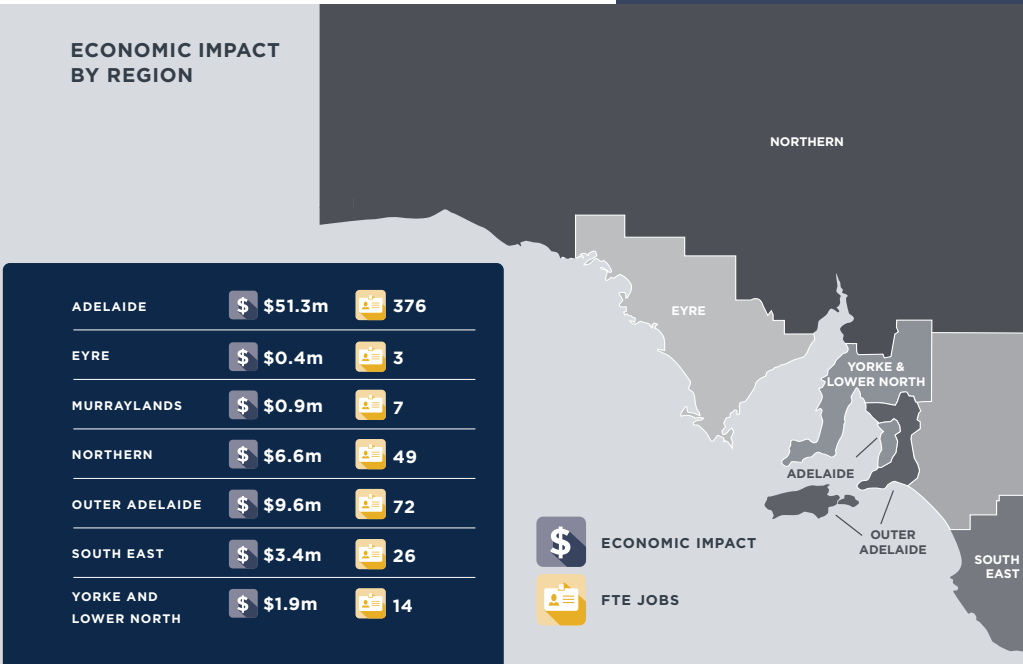 ECONOMIC IMPACT
BY REGION
NORTHERN
EYRE
YORKE &
LOWER NORTH
ADELAIDE
OUTER
ADELAIDE
SOUTH
EAST
ADELAIDE $ $51.3m 376
EYRE $ $0.4m 3
MURRAYLANDS $ $0.9m 7
NORTHERN $ $6.6m 49
OUTER ADELAIDE $ $9.6m 72
SOUTH EAST $ $3.4m 26
YORKE AND
LOWER NORTH $ $1.9m 14
$ ECONOMIC IMPACT
FTE JOBS